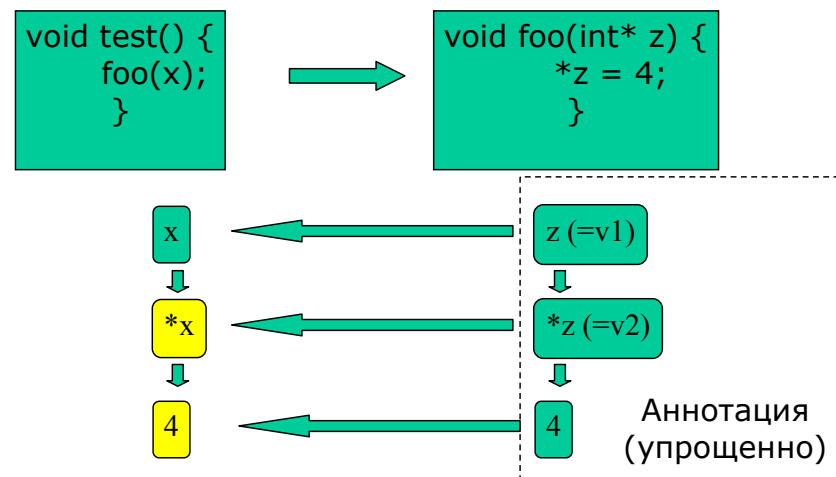 void test() {
foo(x);
}
void foo(int* z) {
*z = 4;
}
x
z (=v1)
*x
*z (=v2)
4
4
Аннотация
(упрощенно)